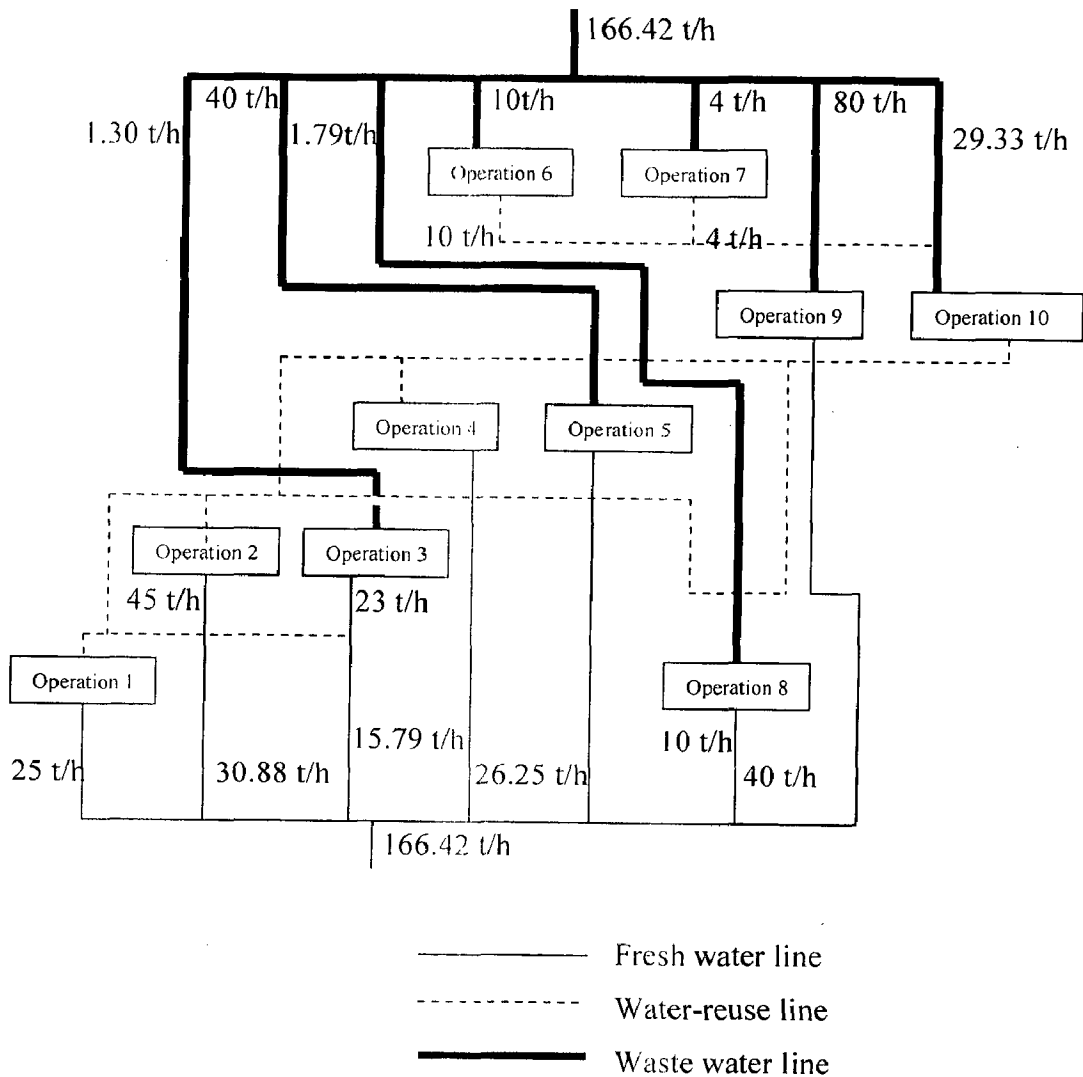 166.42 t/h
40 t/h
10t/h
4 t/h
80 t/h
1.30 t/h
1.79t/h
29.33 t/h
Operation 6
Operation 7
10 t/h
4 t/h
Operation 9
Operation 10
Operation 4
Operation 5
Operation 2
Operation 3
45 t/h
23 t/h
Operation 1
Operation 8
25 t/h
30.88 t/h
15.79 t/h
26.25 t/h
10 t/h
40 t/h
166.42 t/h
Fresh water line
Water-reuse line
Waste water line